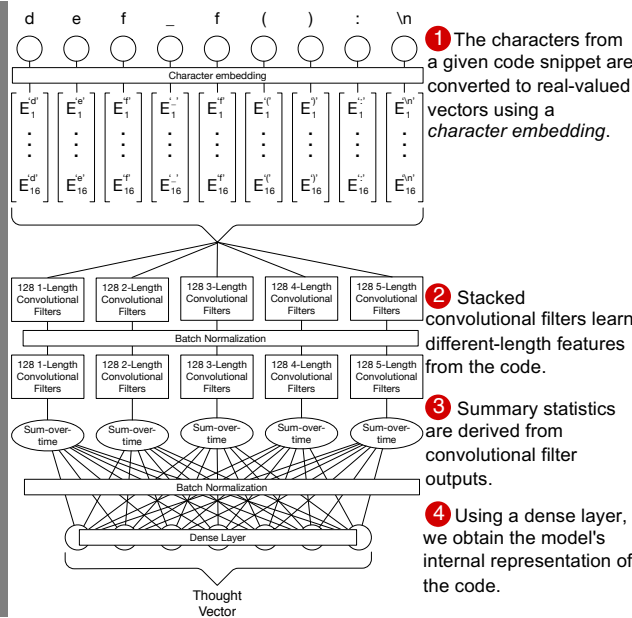 d e f _ f ( ) : \n
Character embedding
E1'd' E1'e' E1'f' E1'_' E1'f' E1'(' E1')' E1':' E1'\n'
E16'd' E16'e' E16'f' E16'_' E16'f' E16'(' E16')' E16':' E16'\n'
128 1-Length 128 2-Length 128 3-Length 128 4-Length 128 5-Length
Convolutional Convolutional Convolutional Convolutional Convolutional
Filters Filters Filters Filters Filters
Batch Normalization
128 1-Length 128 2-Length 128 3-Length 128 4-Length 128 5-Length
Convolutional Convolutional Convolutional Convolutional Convolutional
Filters Filters Filters Filters Filters
Sum-over- Sum-over- Sum-over- Sum-over- Sum-over-
time time time time time
Batch Normalization
Dense Layer
Thought
Vector
1 The characters from
a given code snippet are
converted to real-valued
vectors using a
character embedding.
2 Stacked
convolutional filters learn
different-length features
from the code.
3 Summary statistics
are derived from
convolutional filter
outputs.
4 Using a dense layer,
we obtain the model's
internal representation of
the code.